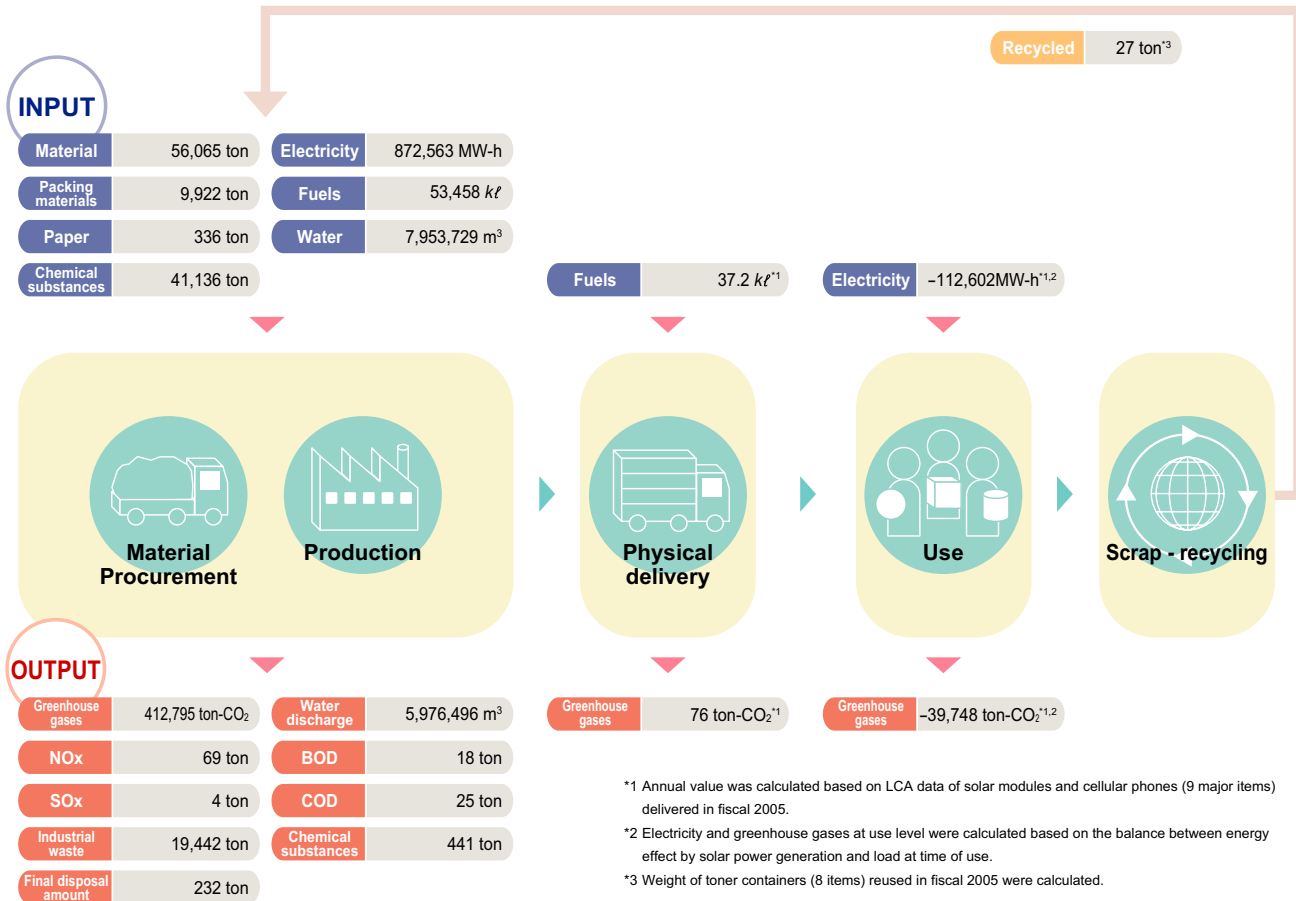 Recycled 27 ton*3
INPUT
Material 56,065 ton
Electricity 872,563 MW-h
Packing
materials 9,922 ton
Fuels 53,458 kℓ
Paper 336 ton
Water 7,953,729 m³
Chemical
substances 41,136 ton
Fuels 37.2 kℓ*1
Electricity –112,602MW-h*1,2
Material
Procurement
Production
Physical
delivery
Use
Scrap - recycling
OUTPUT
Greenhouse
gases 412,795 ton-CO₂
Water
discharge 5,976,496 m³
Greenhouse
gases 76 ton-CO₂*1
Greenhouse
gases –39,748 ton-CO₂*1,2
NOx 69 ton
BOD 18 ton
SOx 4 ton
COD 25 ton
Industrial
waste 19,442 ton
Chemical
substances 441 ton
Final disposal
amount 232 ton
*1 Annual value was calculated based on LCA data of solar modules and cellular phones (9 major items)
delivered in fiscal 2005.
*2 Electricity and greenhouse gases at use level were calculated based on the balance between energy
effect by solar power generation and load at time of use.
*3 Weight of toner containers (8 items) reused in fiscal 2005 were calculated.